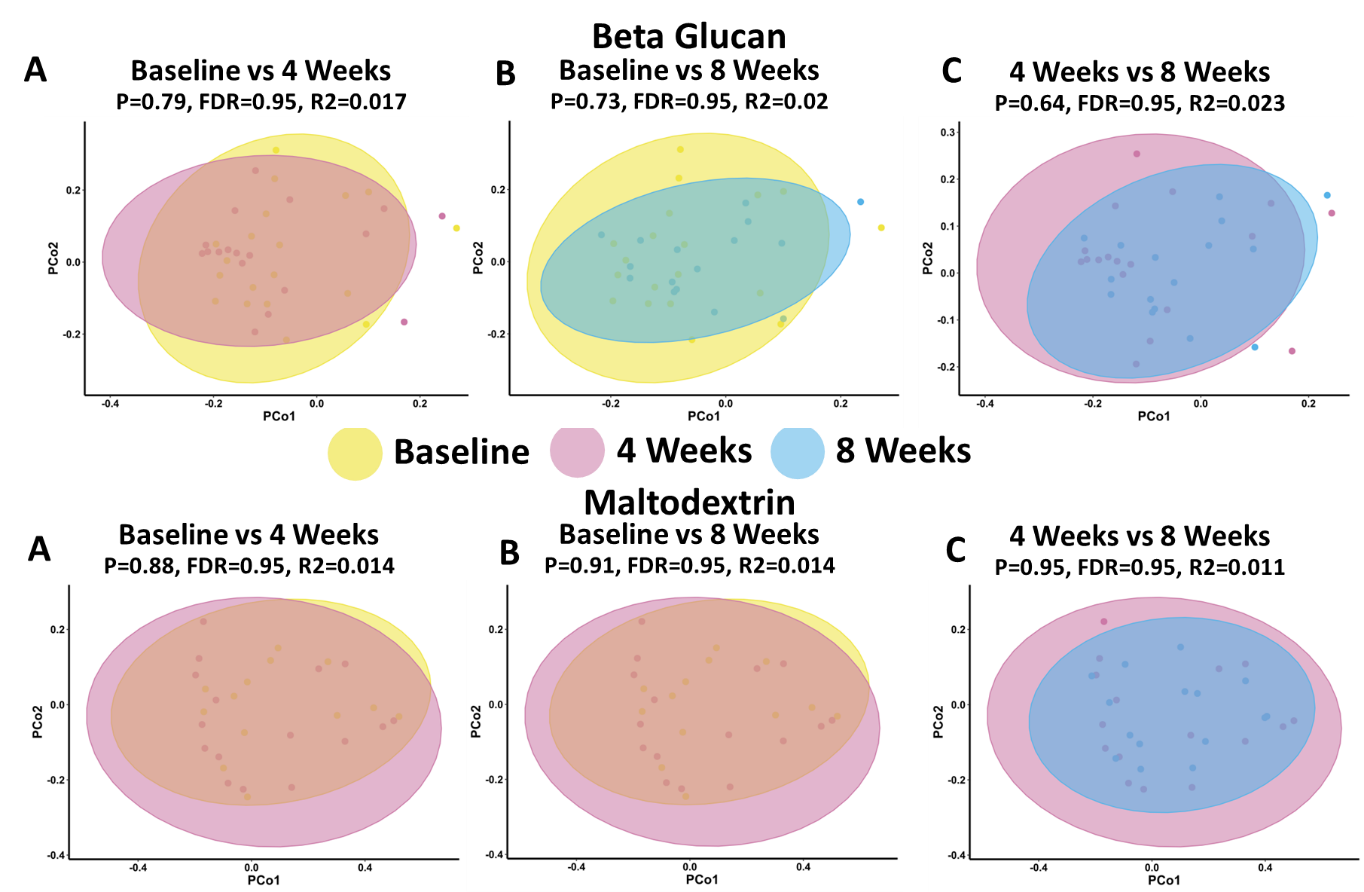 Beta Glucan
A
Baseline vs 4 Weeks
P=0.79, FDR=0.95, R2=0.017
B
Baseline vs 8 Weeks
P=0.73, FDR=0.95, R2=0.02
C
4 Weeks vs 8 Weeks
P=0.64, FDR=0.95, R2=0.023
PCo2
0.2
0.0
-0.2
-0.4
-0.2
0.0
0.2
PCo1
PCo2
0.2
0.0
-0.2
-0.2
0.0
0.2
PCo1
PCo2
0.3
0.2
0.1
0.0
-0.1
-0.2
-0.4
-0.2
0.0
0.2
PCo1
Baseline
4 Weeks
8 Weeks
Maltodextrin
A
Baseline vs 4 Weeks
P=0.88, FDR=0.95, R2=0.014
B
Baseline vs 8 Weeks
P=0.91, FDR=0.95, R2=0.014
C
4 Weeks vs 8 Weeks
P=0.95, FDR=0.95, R2=0.011
PCo2
0.2
0.0
-0.2
-0.4
-0.4
0.0
0.4
PCo1
PCo2
0.2
0.0
-0.2
-0.4
-0.4
0.0
0.4
PCo1
PCo2
0.2
0.0
-0.2
-0.4
-0.4
0.0
0.4
PCo1